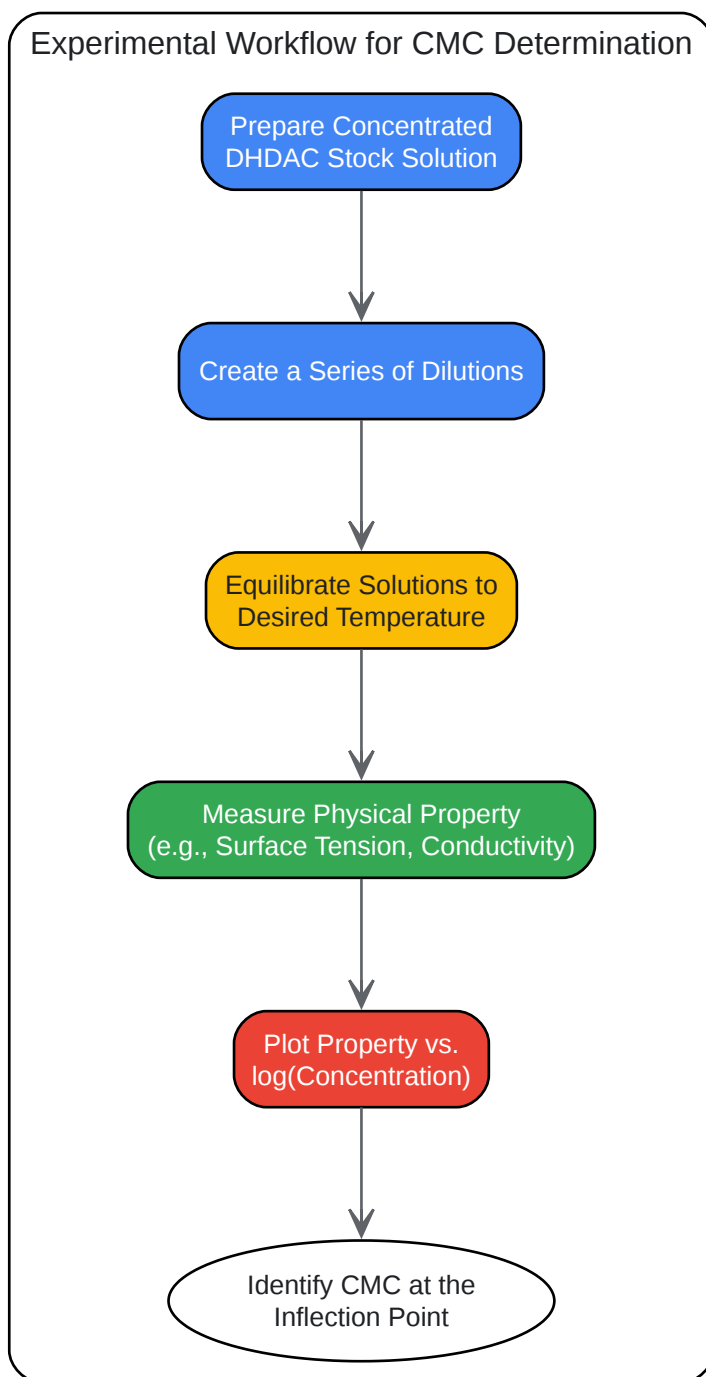 Experimental Workflow for CMC Determination
Prepare Concentrated
DHDAC Stock Solution
Create a Series of Dilutions
Equilibrate Solutions to
Desired Temperature
Measure Physical Property
(e.g., Surface Tension, Conductivity)
Plot Property vs.
log(Concentration)
Identify CMC at the
Inflection Point